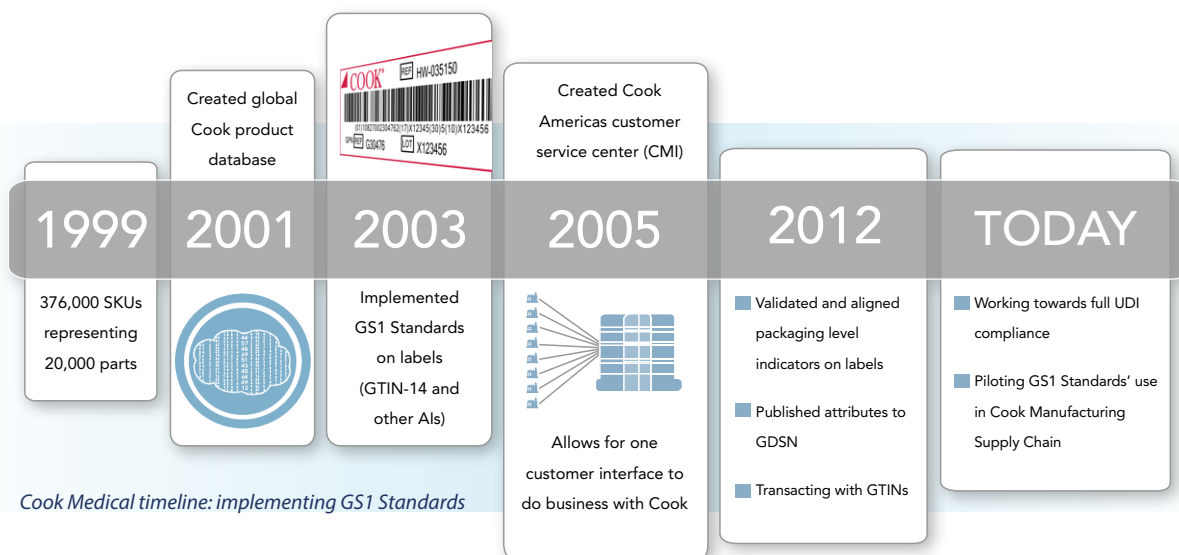 1999
376,000 SKUs
representing
20,000 parts
Created global
Cook product
database
2001
COOK®
REF HW-035150
(01)10827002304762(17)X12345(30)5(10)X123456
GPN REF G30476
LOT X123456
2003
Implemented
GS1 Standards
on labels
(GTIN-14 and
other AIs)
Created Cook
Americas customer
service center (CMI)
2005
Allows for one
customer interface to
do business with Cook
2012
Validated and aligned
packaging level
indicators on labels
Published attributes to
GDSN
Transacting with GTINs
TODAY
Working towards full UDI
compliance
Piloting GS1 Standards’ use
in Cook Manufacturing
Supply Chain
Cook Medical timeline: implementing GS1 Standards